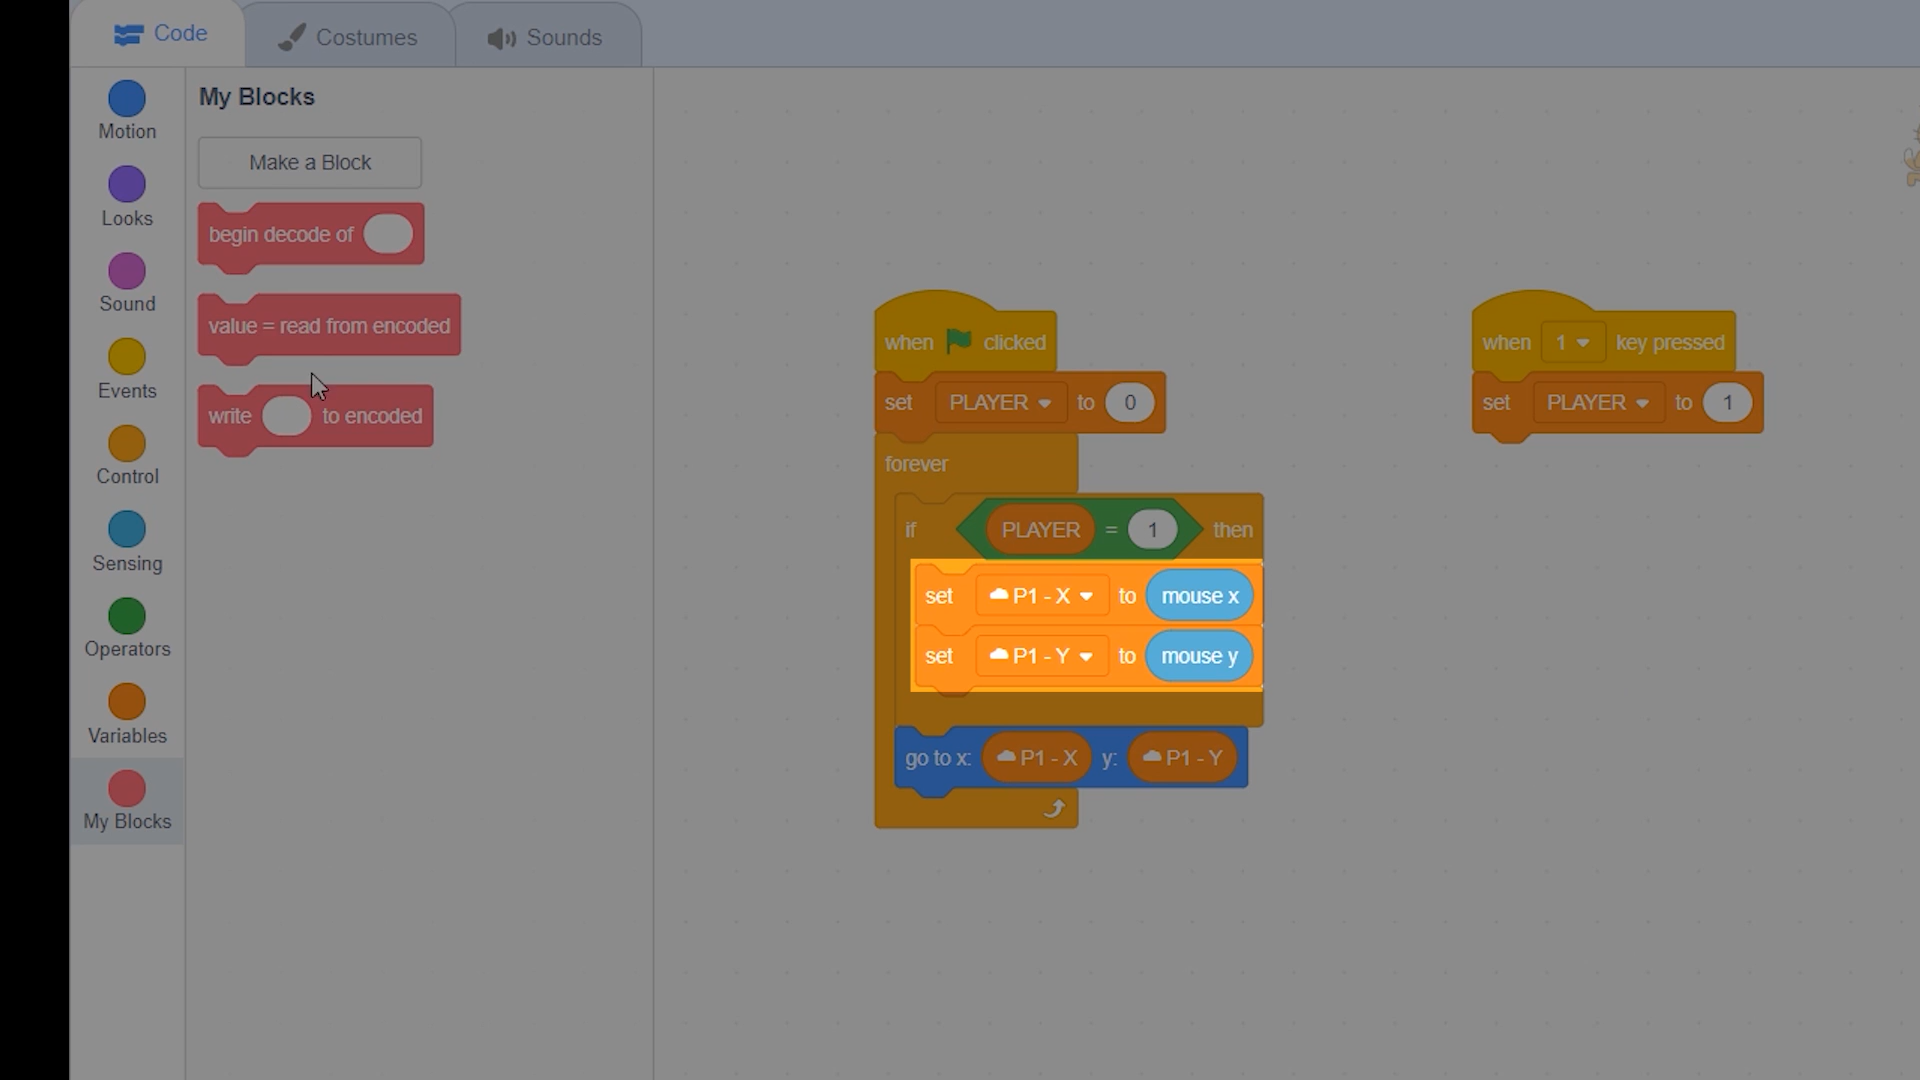 Code
Costumes
Sounds
Motion
Looks
Sound
Events
Control
Sensing
Operators
Variables
My Blocks
My Blocks
Make a Block
begin decode of
value = read from encoded
write to encoded
when clicked
set PLAYER to 0
forever
if PLAYER = 1 then
set P1 - X to mouse x
set P1 - Y to mouse y
go to x: P1 - X y: P1 - Y
when 1 key pressed
set PLAYER to 1